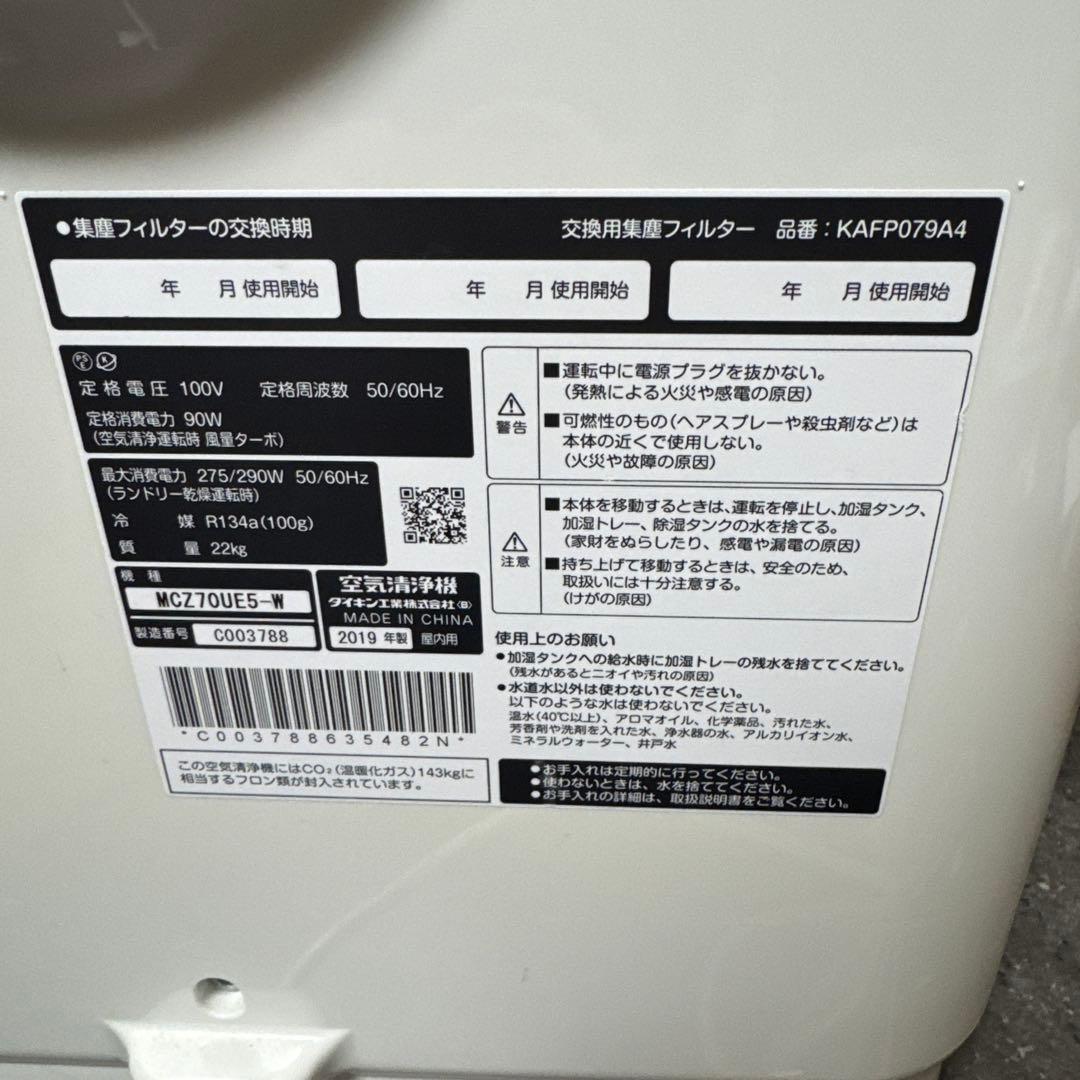 ●集塵フィルターの交換時期
交換用集塵フィルター 品番：KAFP079A4
年 月 使用開始
年 月 使用開始
年 月 使用開始
PS E
定格電圧 100V 定格周波数 50/60Hz
定格消費電力 90W
(空気清浄運転時 風量ターボ)
最大消費電力 275/290W 50/60Hz
(ランドリー乾燥運転時)
冷 媒 R134a(100g)
質 量 22kg
機種
MCZ70UE5-W
製造番号 C003788
空気清浄機
ダイキン工業株式会社〈B〉
MADE IN CHINA
2019 年製 屋内用
*C003788635482N*
この空気清浄機にはCO₂(温暖化ガス)143kgに
相当するフロン類が封入されています。
警告
■運転中に電源プラグを抜かない。
(発熱による火災や感電の原因)
■可燃性のもの(ヘアスプレーや殺虫剤など)は
本体の近くで使用しない。
(火災や故障の原因)
注意
■本体を移動するときは、運転を停止し、加湿タンク、
加湿トレー、除湿タンクの水を捨てる。
(家財をぬらしたり、感電や漏電の原因)
■持ち上げて移動するときは、安全のため、
取扱いには十分注意する。
(けがの原因)
使用上のお願い
●加湿タンクへの給水時に加湿トレーの残水を捨ててください。
(残水があるとニオイや汚れの原因)
●水道水以外は使わないでください。
以下のような水は使わないでください。
温水(40℃以上)、アロマオイル、化学薬品、汚れた水、
芳香剤や洗剤を入れた水、浄水器の水、アルカリイオン水、
ミネラルウォーター、井戸水
●お手入れは定期的に行ってください。
●使わないときは、水を捨ててください。
●お手入れの詳細は、取扱説明書をご覧ください。